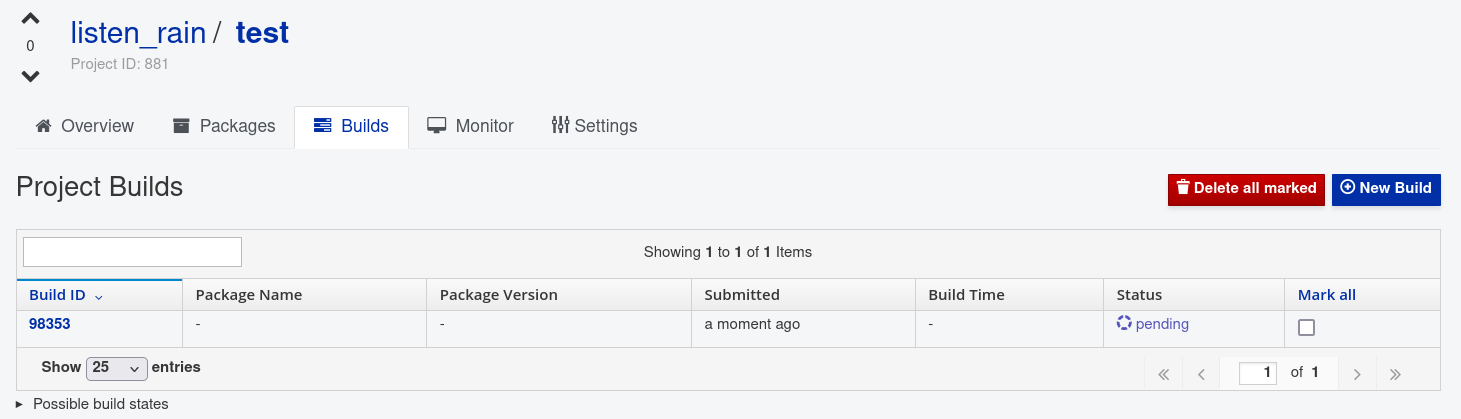 0
listen_rain / test
Project ID: 881
Overview Packages Builds Monitor Settings
Project Builds
Delete all marked New Build
Showing 1 to 1 of 1 Items
Build ID Package Name Package Version Submitted Build Time Status Mark all
98353 - - a moment ago - pending
Show 25 entries
1 of 1
Possible build states